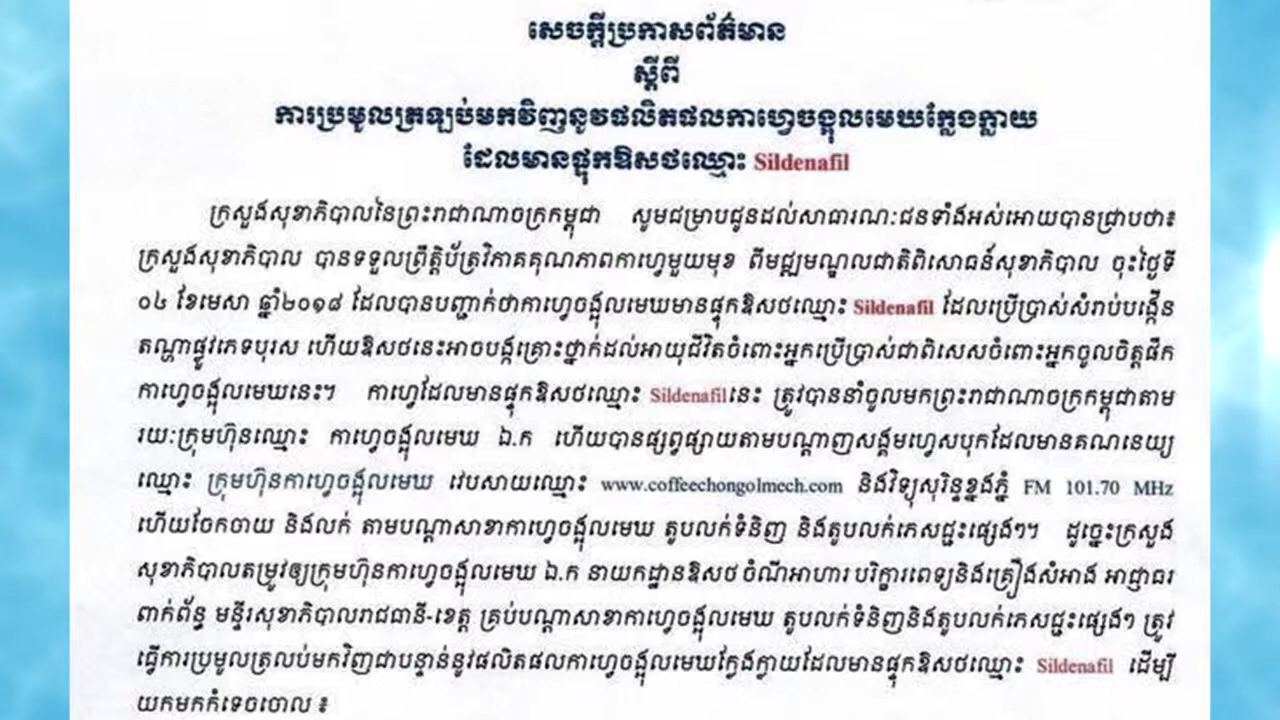 សេចក្តីប្រកាសព័ត៌មាន
ស្តីពី
ការប្រមូលត្រឡប់មកវិញនូវផលិតផលកាហ្វេចង្អុលមេឃក្លែងក្លាយ
ដែលមានផ្ទុកឱសថឈ្មោះ Sildenafil
ក្រសួងសុខាភិបាលនៃព្រះរាជាណាចក្រកម្ពុជា សូមជម្រាបជូនដល់សាធារណៈជនទាំងអស់អោយបានជ្រាបថា៖
ក្រសួងសុខាភិបាល បានទទួលព្រឹត្តិប័ត្រវិភាគគុណភាពកាហ្វេមួយមុខ ពីមជ្ឈមណ្ឌលជាតិពិសោធន៍សុខាភិបាល ចុះថ្ងៃទី
០៤ ខែមេសា ឆ្នាំ២០១៨ ដែលបានបញ្ជាក់ថាកាហ្វេចង្អុលមេឃមានផ្ទុកឱសថឈ្មោះ Sildenafil ដែលប្រើប្រាស់សំរាប់បង្កើន
តណ្ហាផ្លូវភេទបុរស ហើយឱសថនេះអាចបង្កគ្រោះថ្នាក់ដល់អាយុជីវិតចំពោះអ្នកប្រើប្រាស់ជាពិសេសចំពោះអ្នកចូលចិត្តផឹក
កាហ្វេចង្អុលមេឃនេះ។ កាហ្វេដែលមានផ្ទុកឱសថឈ្មោះ Sildenafilនេះ ត្រូវបាននាំចូលមកព្រះរាជាណាចក្រកម្ពុជាតាម
រយៈក្រុមហ៊ុនឈ្មោះ កាហ្វេចង្អុលមេឃ ឯ.ក ហើយបានផ្សព្វផ្សាយតាមបណ្តាញសង្គមហ្វេសបុកដែលមានគណនេយ្យ
ឈ្មោះ ក្រុមហ៊ុនកាហ្វេចង្អុលមេឃ វេបសាយឈ្មោះ www.coffeechongolmech.com និងវិទ្យុសុរិន្ទខ្នងភ្នំ FM 101.70 MHz
ហើយចែកចាយ និងលក់ តាមបណ្តាសាខាកាហ្វេចង្អុលមេឃ តូបលក់ទំនិញ និងតូបលក់ភេសជ្ជះផ្សេងៗ។ ដូច្នេះក្រសួង
សុខាភិបាលតម្រូវឲ្យក្រុមហ៊ុនកាហ្វេចង្អុលមេឃ ឯ.ក នាយកដ្ឋានឱសថ ចំណីអាហារ បរិក្ខារពេទ្យនិងគ្រឿងសំអាង អាជ្ញាធរ
ពាក់ព័ន្ធ មន្ទីរសុខាភិបាលរាជធានី-ខេត្ត គ្រប់បណ្តាសាខាកាហ្វេចង្អុលមេឃ តូបលក់ទំនិញនិងតូបលក់ភេសជ្ជះផ្សេងៗ ត្រូវ
ធ្វើការប្រមូលត្រលប់មកវិញជាបន្ទាន់នូវផលិតផលកាហ្វេចង្អុលមេឃក្លែងក្លាយដែលមានផ្ទុកឱសថឈ្មោះ Sildenafil ដើម្បី
យកមកកំទេចចោល ៖